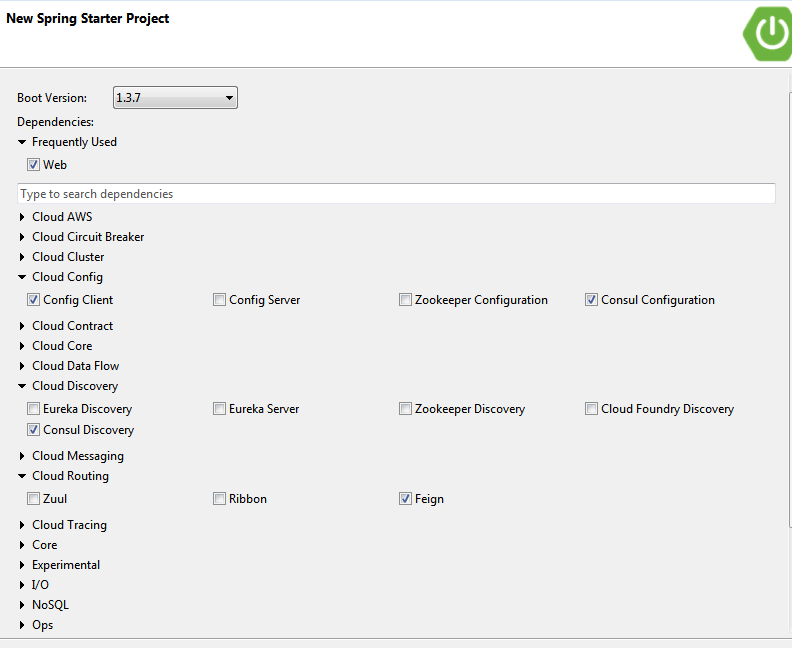 New Spring Starter Project
Boot Version: 1.3.7
Dependencies:
Frequently Used
Web
Type to search dependencies
Cloud AWS
Cloud Circuit Breaker
Cloud Cluster
Cloud Config
Config Client Config Server Zookeeper Configuration Consul Configuration
Cloud Contract
Cloud Core
Cloud Data Flow
Cloud Discovery
Eureka Discovery Eureka Server Zookeeper Discovery Cloud Foundry Discovery
Consul Discovery
Cloud Messaging
Cloud Routing
Zuul Ribbon Feign
Cloud Tracing
Core
Experimental
I/O
NoSQL
Ops